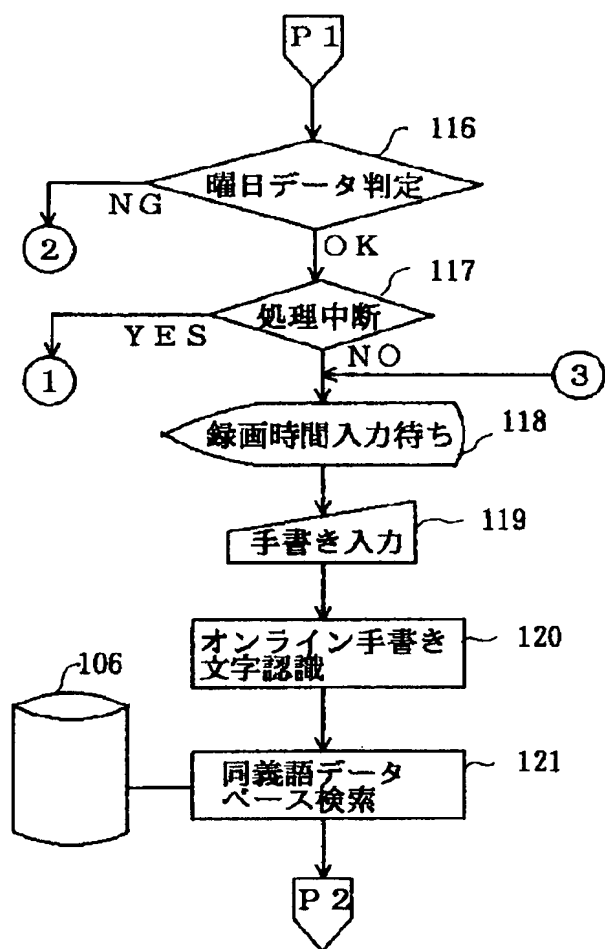 P1
116
曜日データ判定
NG
2
OK
117
処理中断
YES
1
NO
3
録画時間入力待ち
118
手書き入力
119
オンライン手書き
文字認識
120
106
同義語データ
ベース検索
121
P2